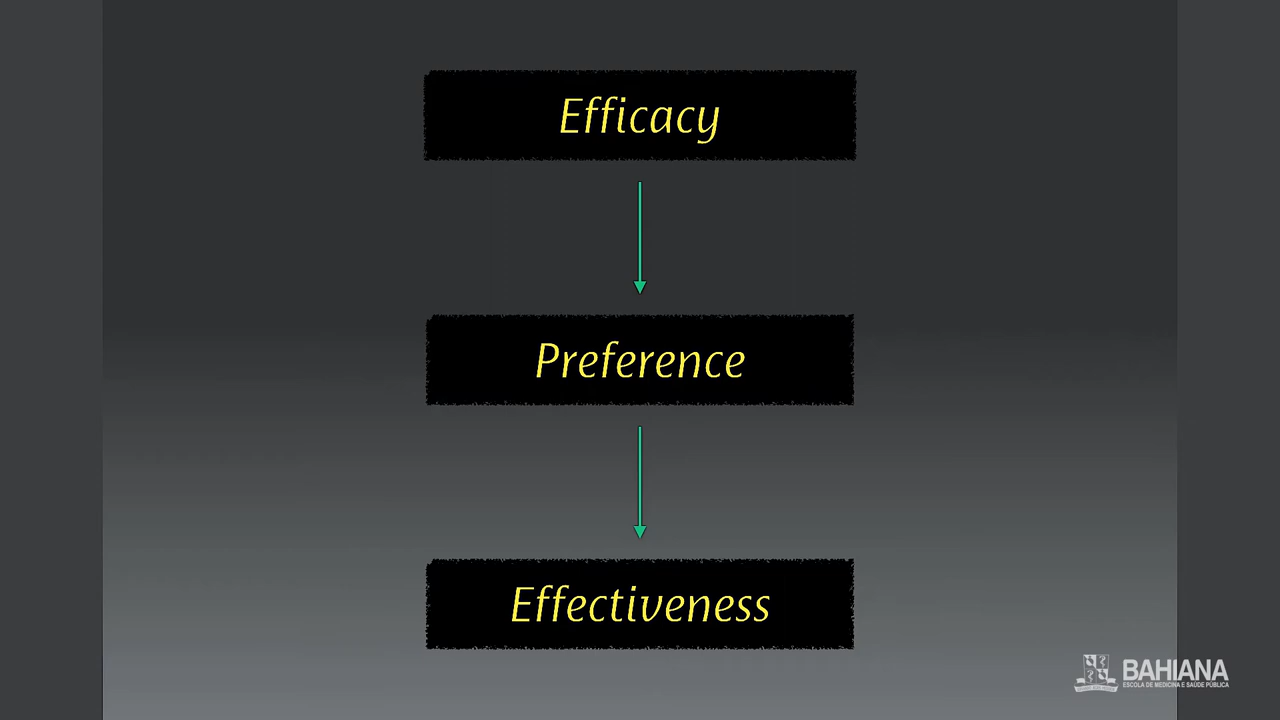 Efficacy
Preference
Effectiveness
BAHIANA
ESCOLA DE MEDICINA E SAÚDE PÚBLICA